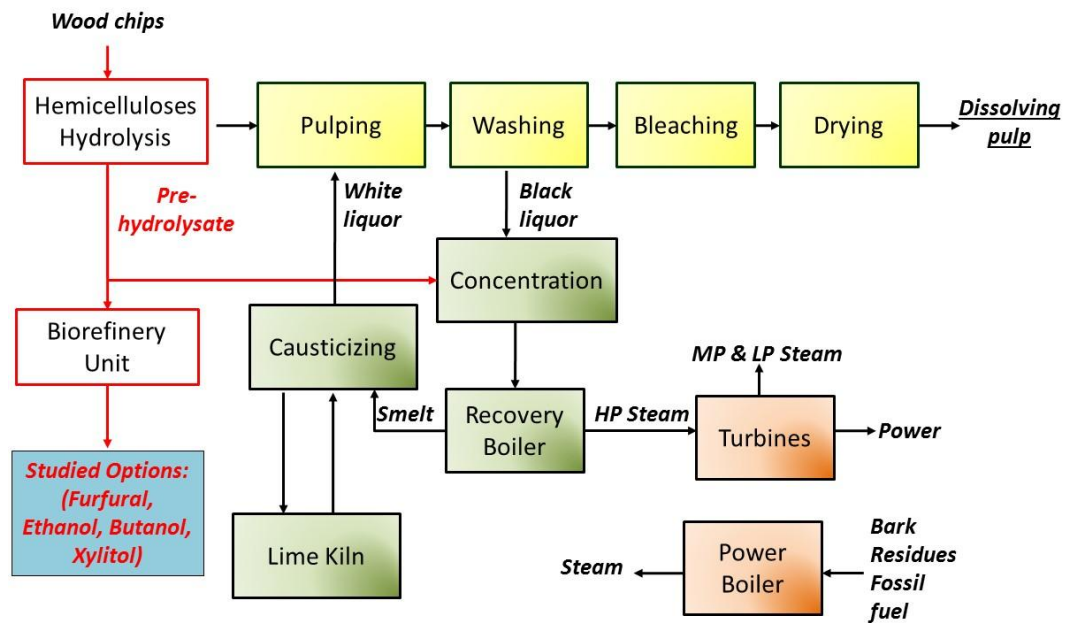 Wood chips
Hemicelluloses
Hydrolysis
Pulping
Washing
Bleaching
Drying
Dissolving
pulp
Pre-
hydrolysate
White
liquor
Black
liquor
Concentration
Biorefinery
Unit
Causticizing
MP & LP Steam
Smelt
Recovery
Boiler
HP Steam
Turbines
Power
Studied Options:
(Furfural,
Ethanol, Butanol,
Xylitol)
Lime Kiln
Steam
Power
Boiler
Bark
Residues
Fossil
fuel